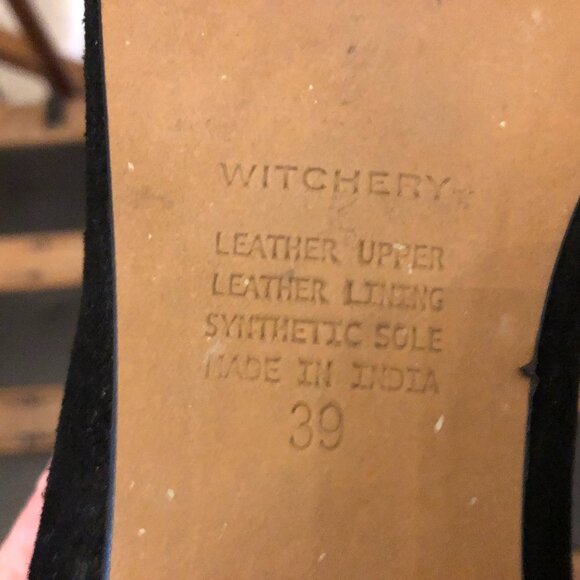 WITCHERY
LEATHER UPPER
LEATHER LINING
SYNTHETIC SOLE
MADE IN INDIA
39